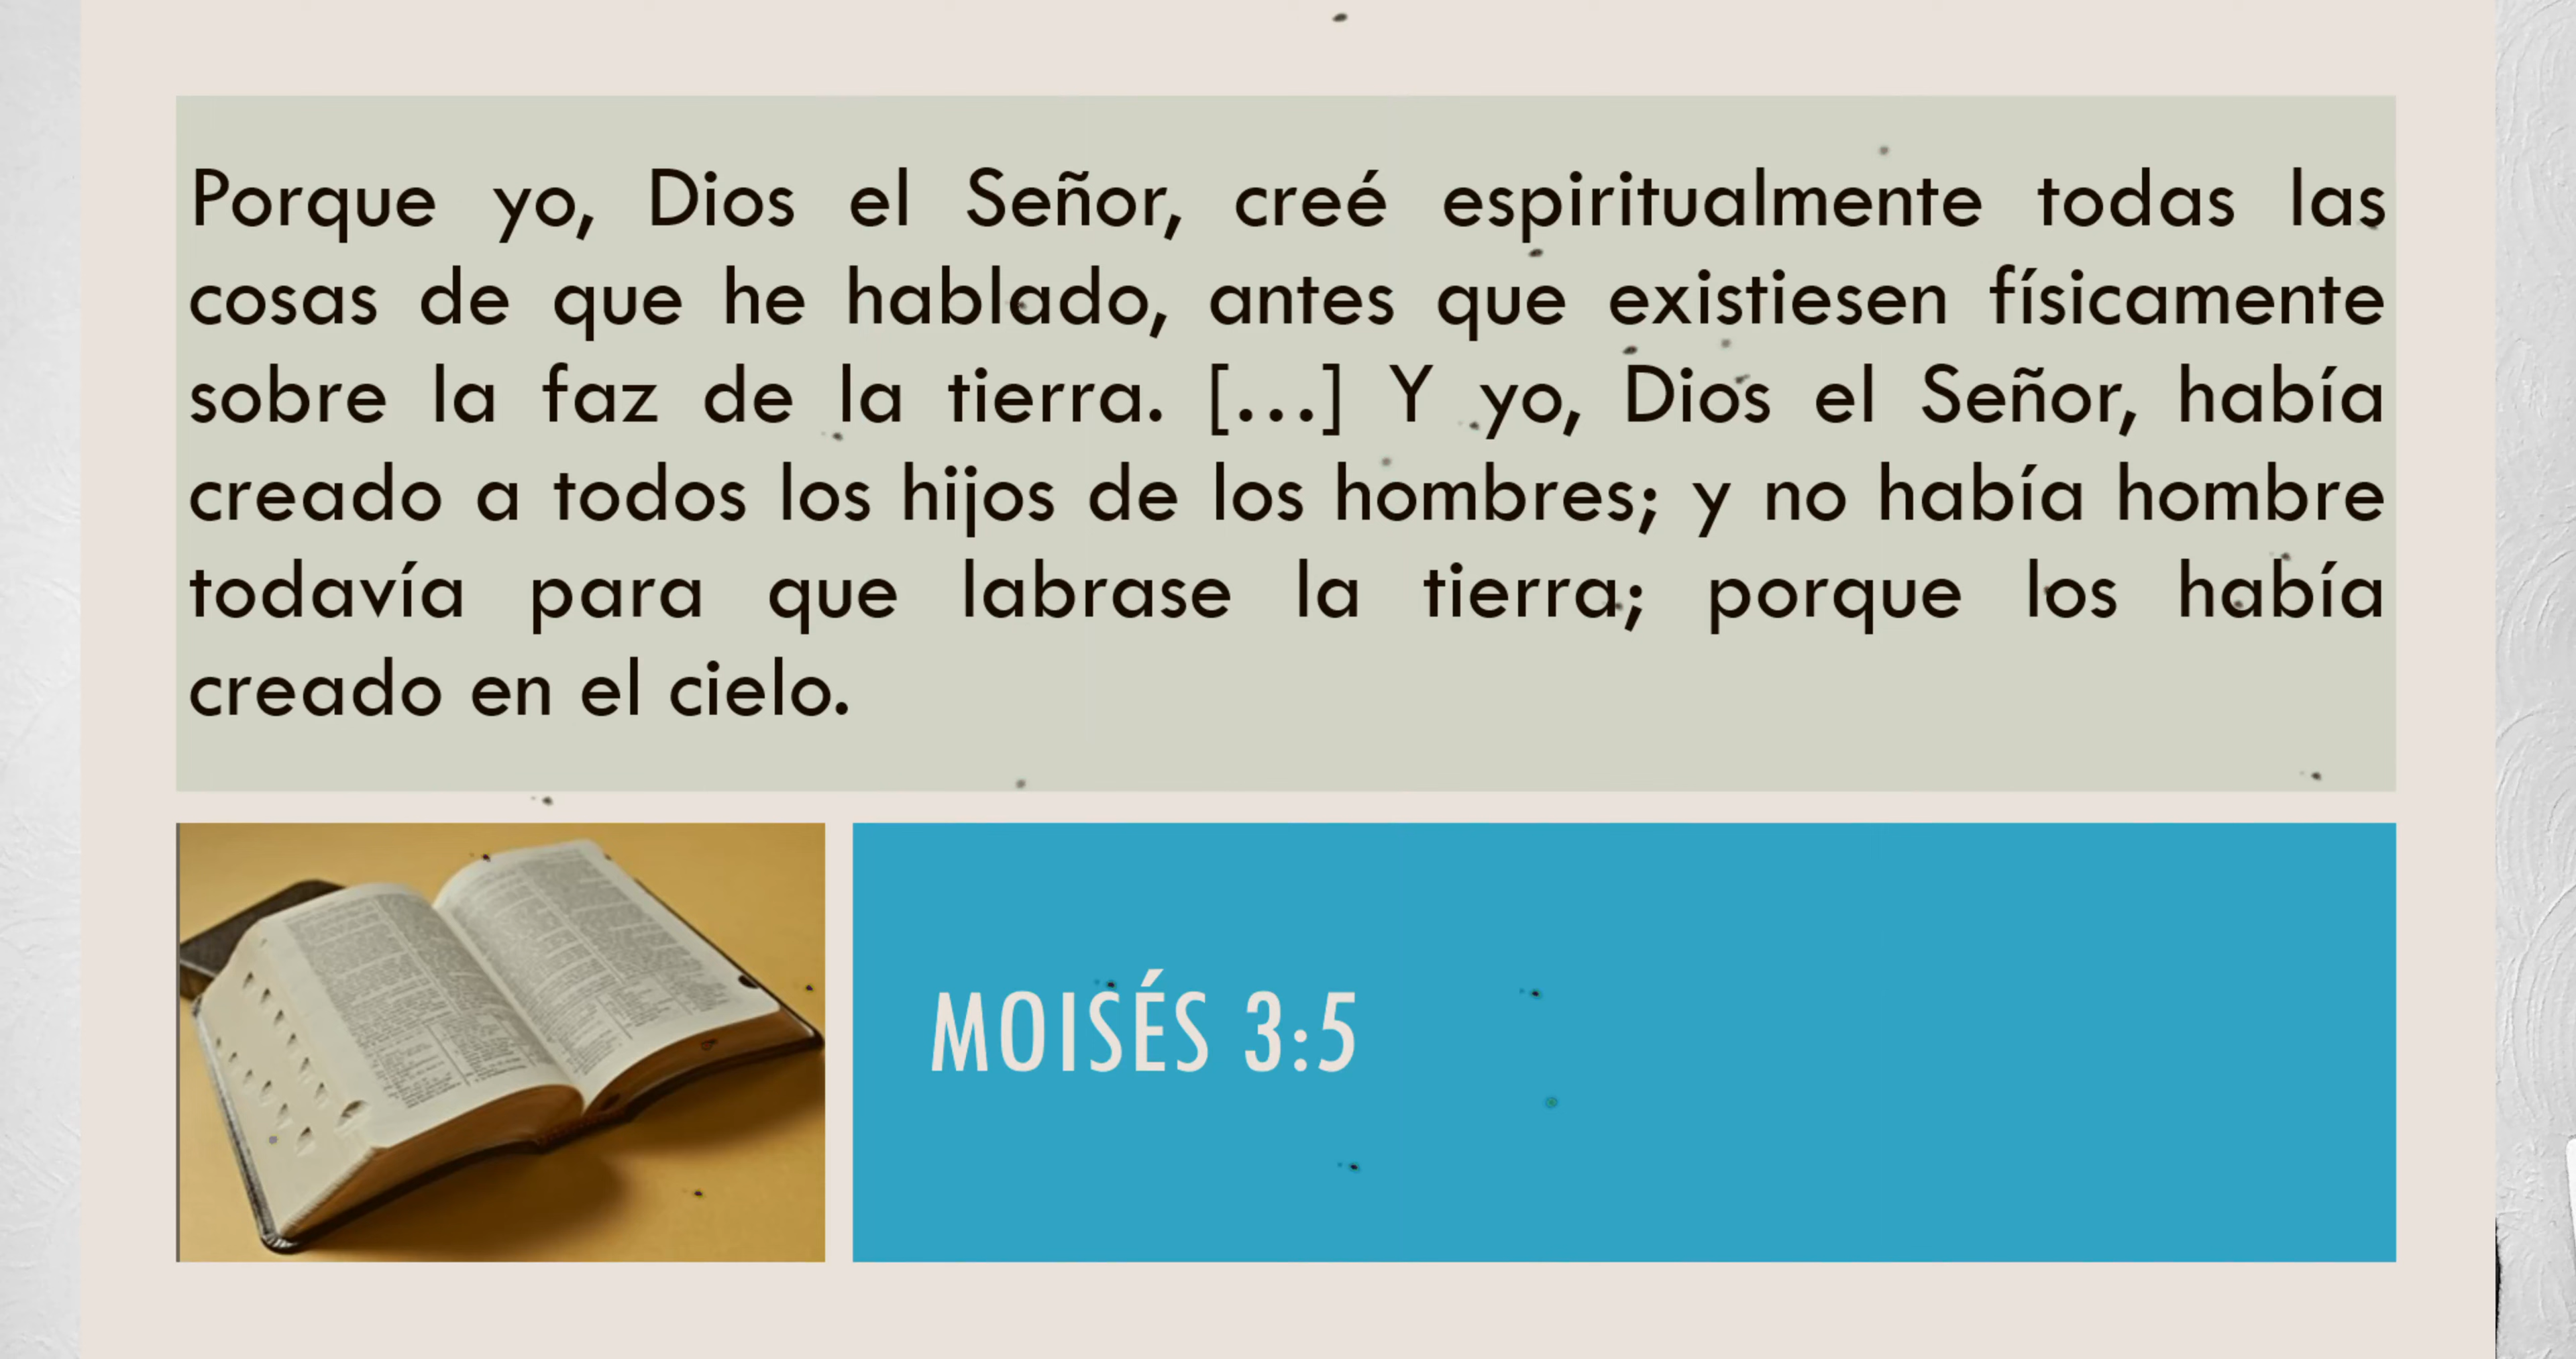 Porque yo, Dios el Señor, creé espiritualmente todas las
cosas de que he hablado, antes que existiesen físicamente
sobre la faz de la tierra. […] Y yo, Dios el Señor, había
creado a todos los hijos de los hombres; y no había hombre
todavía para que labrase la tierra; porque los había
creado en el cielo.
MOISÉS 3:5